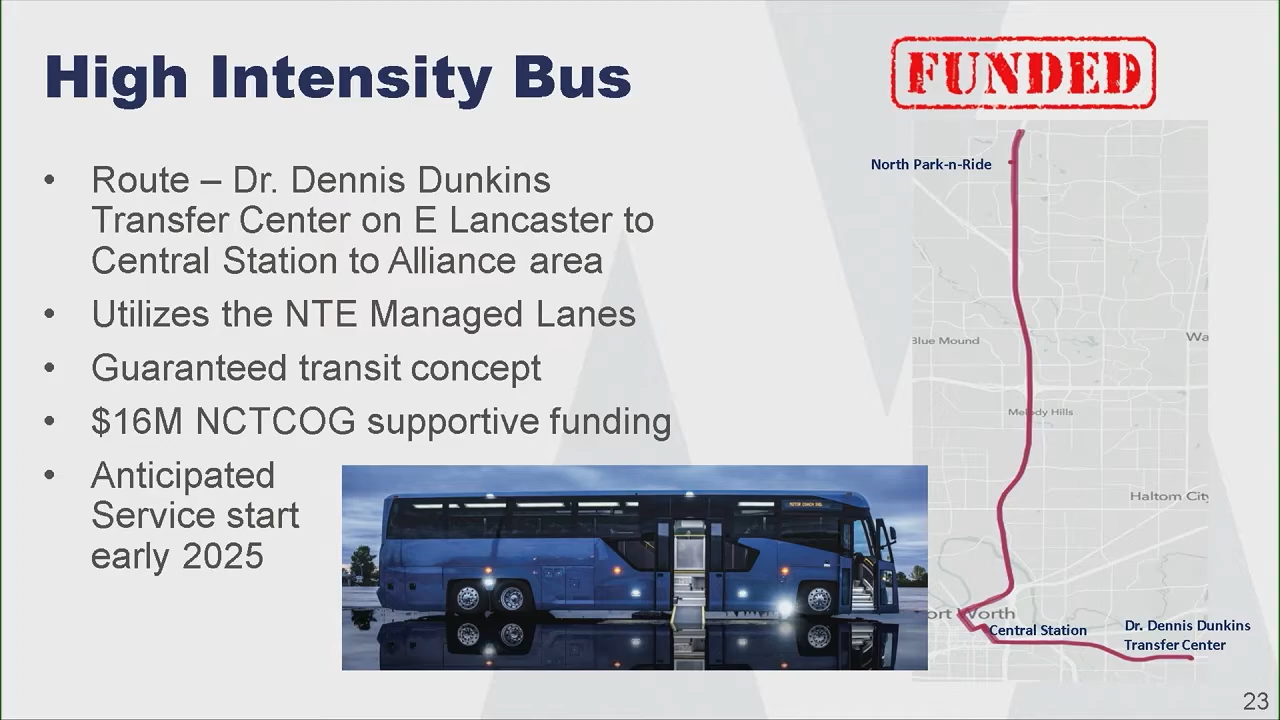 High Intensity Bus
FUNDED
• Route – Dr. Dennis Dunkins
Transfer Center on E Lancaster to
Central Station to Alliance area
• Utilizes the NTE Managed Lanes
• Guaranteed transit concept
• $16M NCTCOG supportive funding
• Anticipated
Service start
early 2025
North Park-n-Ride
Blue Mound
Wa
Melody Hills
Haltom City
ort Worth
Central Station
Dr. Dennis Dunkins
Transfer Center
23